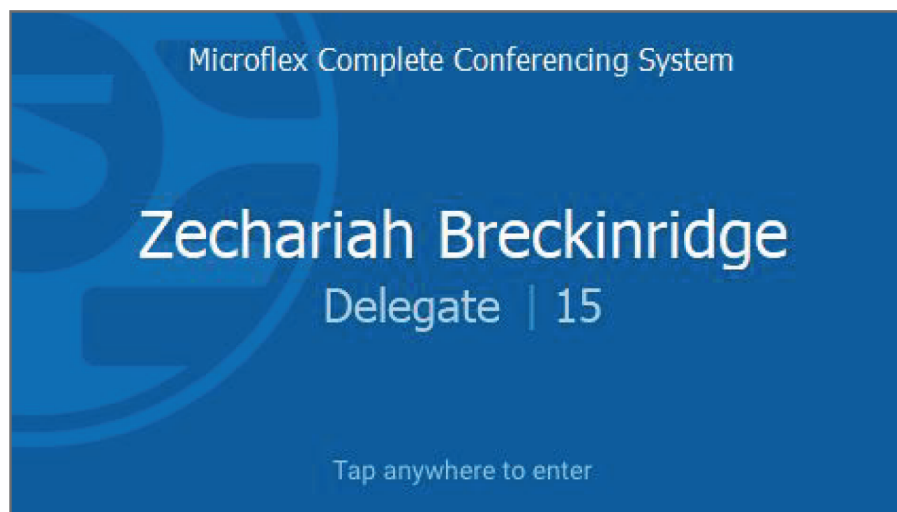 Microflex Complete Conferencing System
Zechariah Breckinridge
Delegate | 15
Tap anywhere to enter